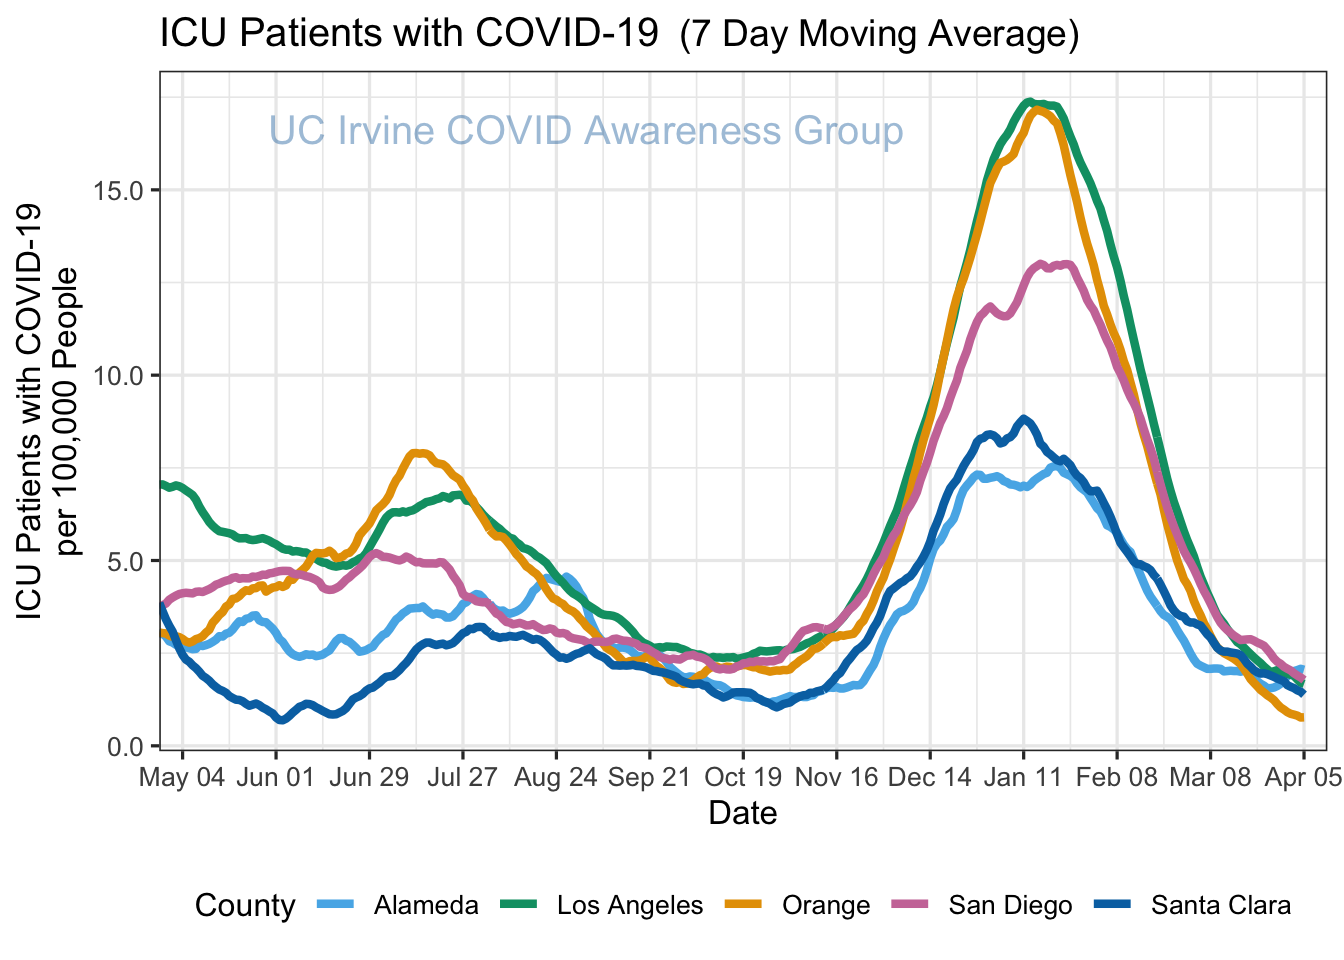 ICU Patients with COVID-19  (7 Day Moving Average)
UC Irvine COVID Awareness Group
ICU Patients with COVID-19
per 100,000 People
15.0
10.0
5.0
0.0
May 04 Jun 01 Jun 29 Jul 27 Aug 24 Sep 21 Oct 19 Nov 16 Dec 14 Jan 11 Feb 08 Mar 08 Apr 05
Date
County Alameda Los Angeles Orange San Diego Santa Clara